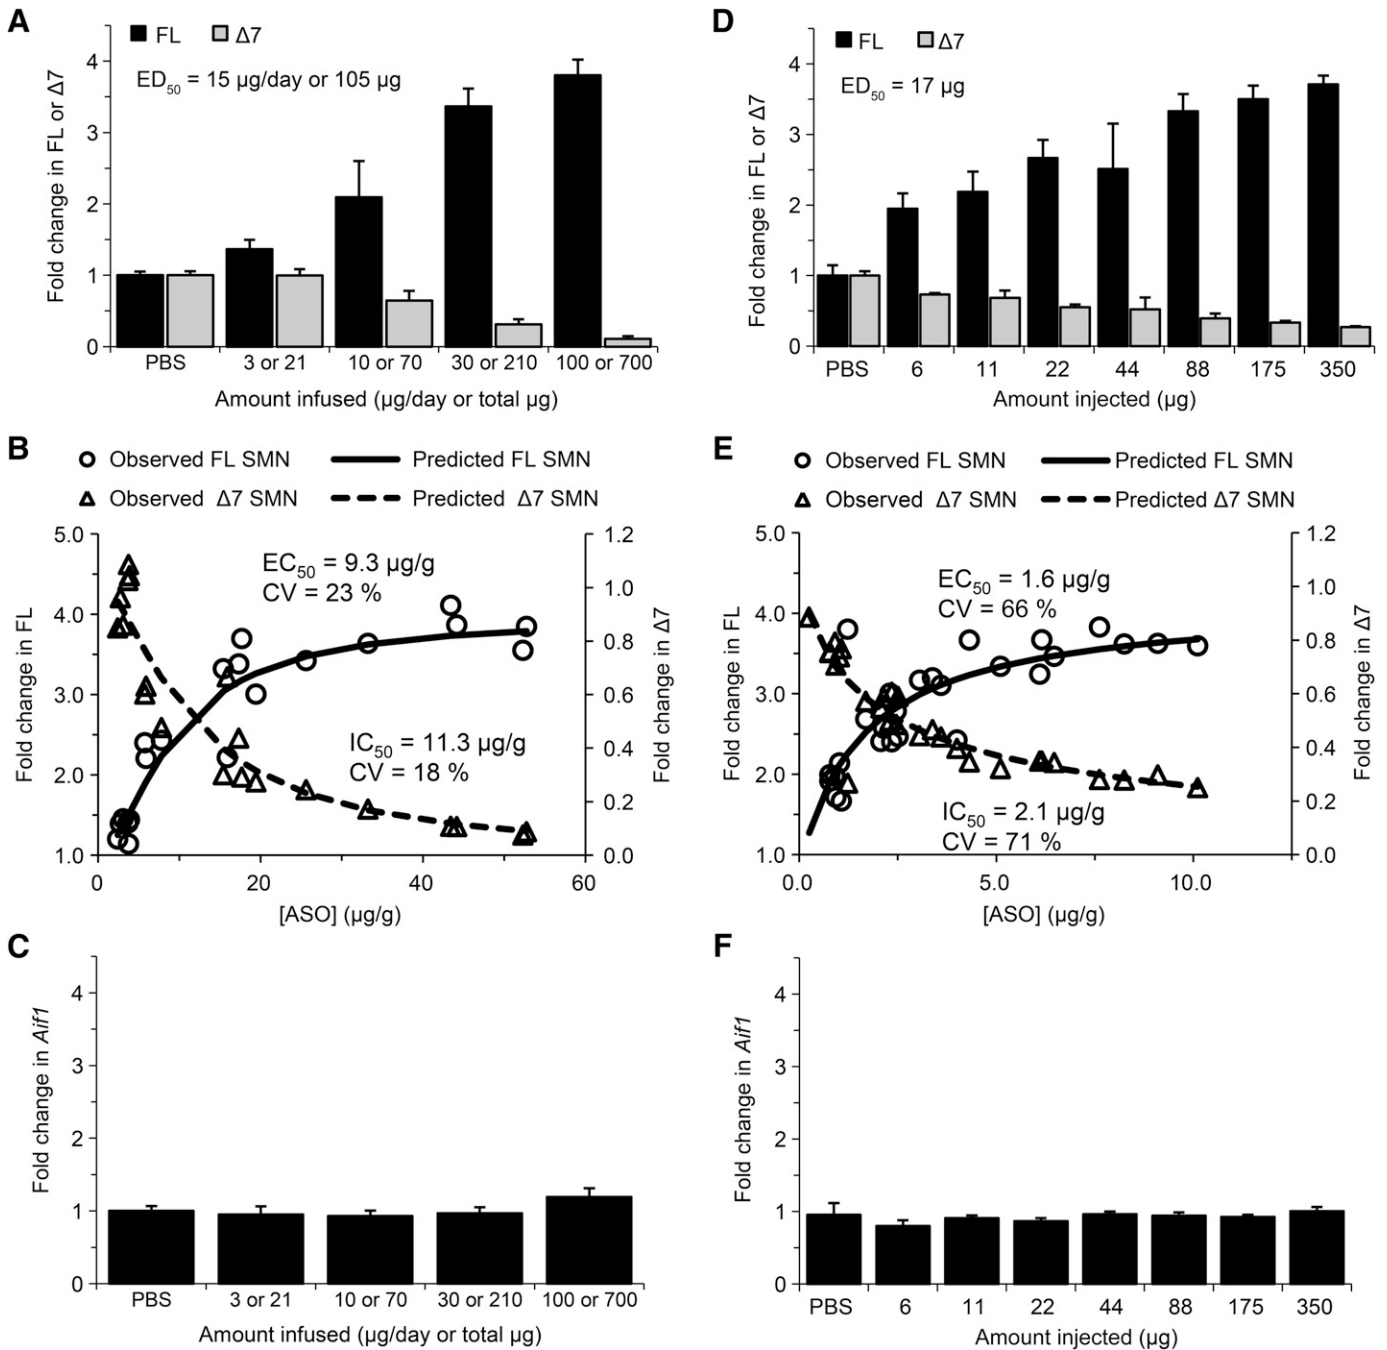 A
FL Δ7
ED50 = 15 µg/day or 105 µg
Fold change in FL or Δ7
4
3
2
1
0
PBS 3 or 21 10 or 70 30 or 210 100 or 700
Amount infused (µg/day or total µg)
D
FL Δ7
ED50 = 17 µg
Fold change in FL or Δ7
4
3
2
1
0
PBS 6 11 22 44 88 175 350
Amount injected (µg)
B
Observed FL SMN Predicted FL SMN
Observed Δ7 SMN Predicted Δ7 SMN
Fold change in FL
5.0
4.0
3.0
2.0
1.0
EC50 = 9.3 µg/g
CV = 23 %
IC50 = 11.3 µg/g
CV = 18 %
1.2
1.0
0.8
0.6
0.4
0.2
0.0
Fold change in Δ7
0 20 40 60
[ASO] (µg/g)
E
Observed FL SMN Predicted FL SMN
Observed Δ7 SMN Predicted Δ7 SMN
Fold change in FL
5.0
4.0
3.0
2.0
1.0
EC50 = 1.6 µg/g
CV = 66 %
IC50 = 2.1 µg/g
CV = 71 %
1.2
1.0
0.8
0.6
0.4
0.2
0.0
Fold change in Δ7
0.0 5.0 10.0
[ASO] (µg/g)
C
Fold change in Aif1
4
3
2
1
0
PBS 3 or 21 10 or 70 30 or 210 100 or 700
Amount infused (µg/day or total µg)
F
Fold change in Aif1
4
3
2
1
0
PBS 6 11 22 44 88 175 350
Amount injected (µg)